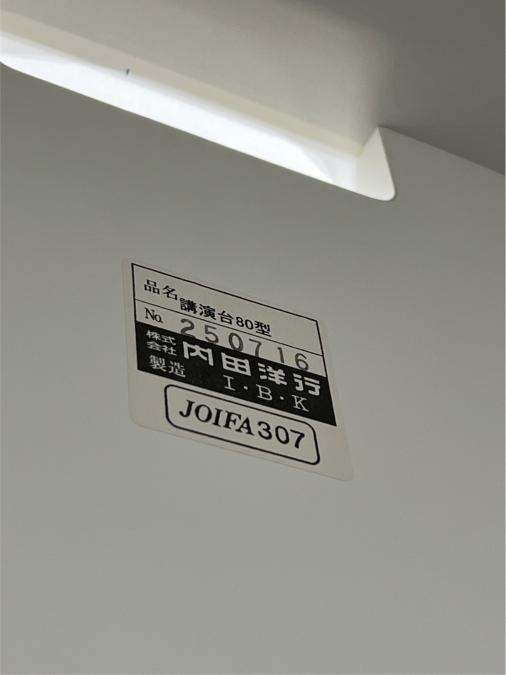 品名 講演台80型
No. 250716
株式会社 内田洋行
製造 I・B・K
JOIFA307